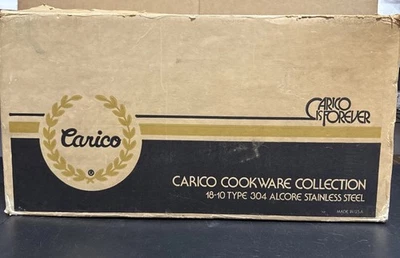 CARICO
IS FOREVER
Carico
®
CARICO COOKWARE COLLECTION
18-10 TYPE 304 ALCORE STAINLESS STEEL
MADE IN U.S.A.